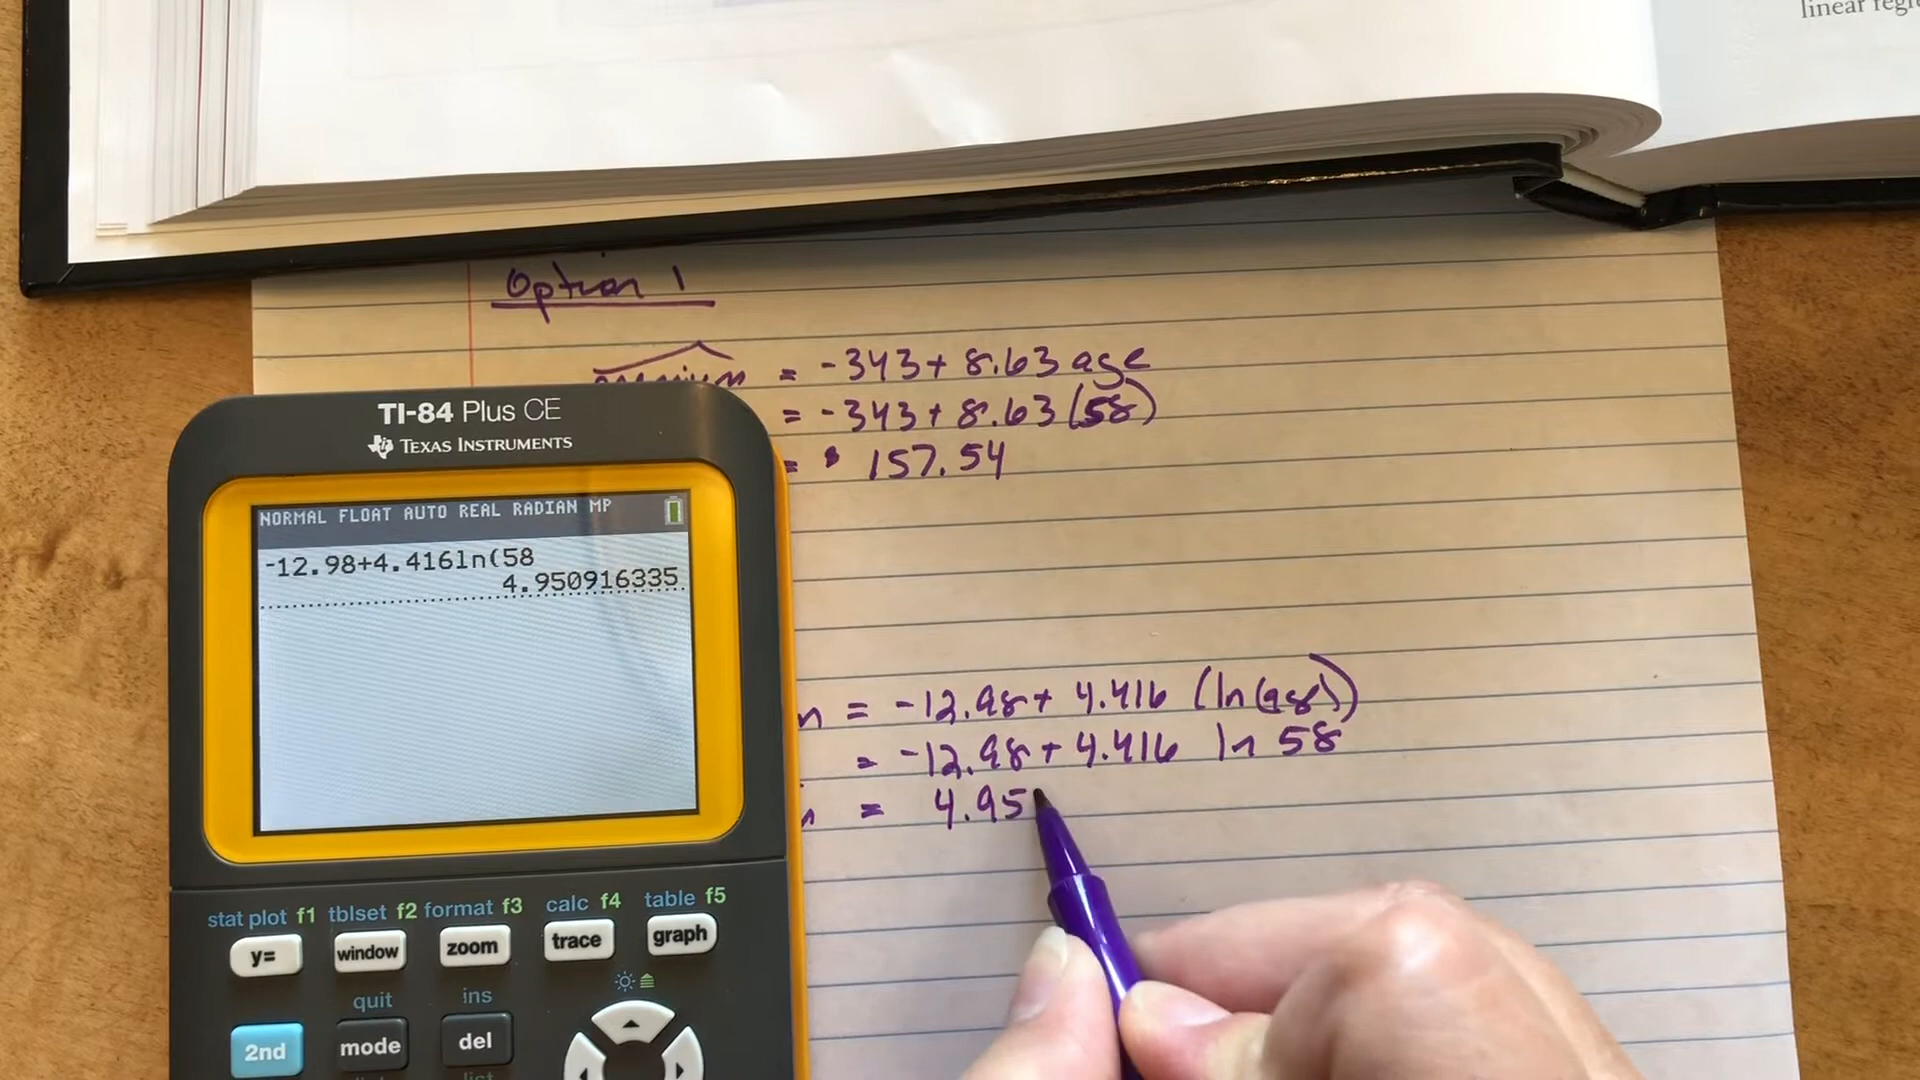 linear regre
Option 1
premium = -343 + 8.63 age
= -343 + 8.63 (58)
= $ 157.54
TI-84 Plus CE
TEXAS INSTRUMENTS
NORMAL FLOAT AUTO REAL RADIAN MP
-12.98+4.416ln(58
4.950916335
m = -12.98 + 4.416 (ln(age))
= -12.98 + 4.416 ln 58
= 4.95
stat plot f1 tblset f2 format f3 calc f4 table f5
y= window zoom trace graph
quit ins
2nd mode del